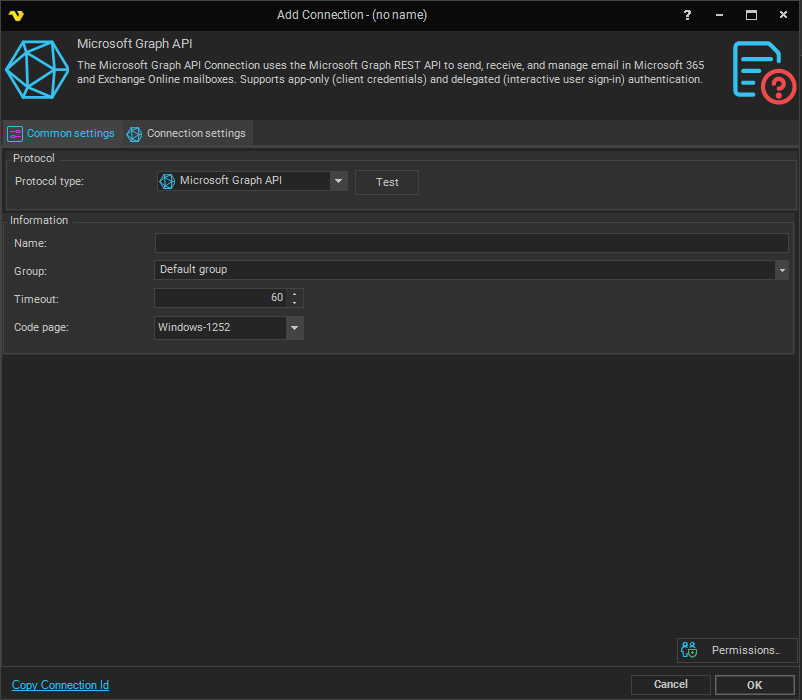 Add Connection - (no name)
?
Microsoft Graph API
The Microsoft Graph API Connection uses the Microsoft Graph REST API to send, receive, and manage email in Microsoft 365
and Exchange Online mailboxes. Supports app-only (client credentials) and delegated (interactive user sign-in) authentication.
?
Common settings
Connection settings
Protocol
Protocol type:
Microsoft Graph API
Test
Information
Name:
Group:
Default group
Timeout:
60
Code page:
Windows-1252
Permissions..
Copy Connection Id
Cancel
OK